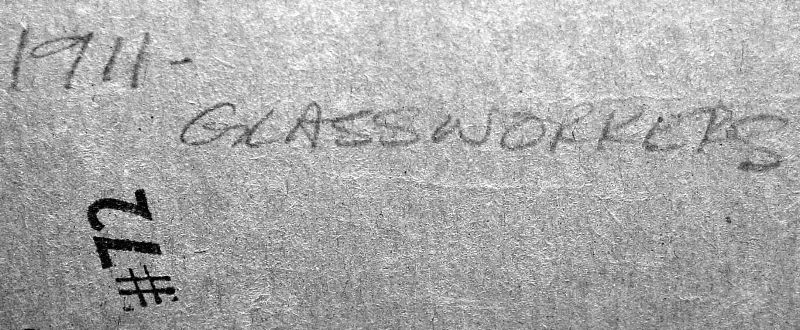 1911-
GLASSWORKERS
#72